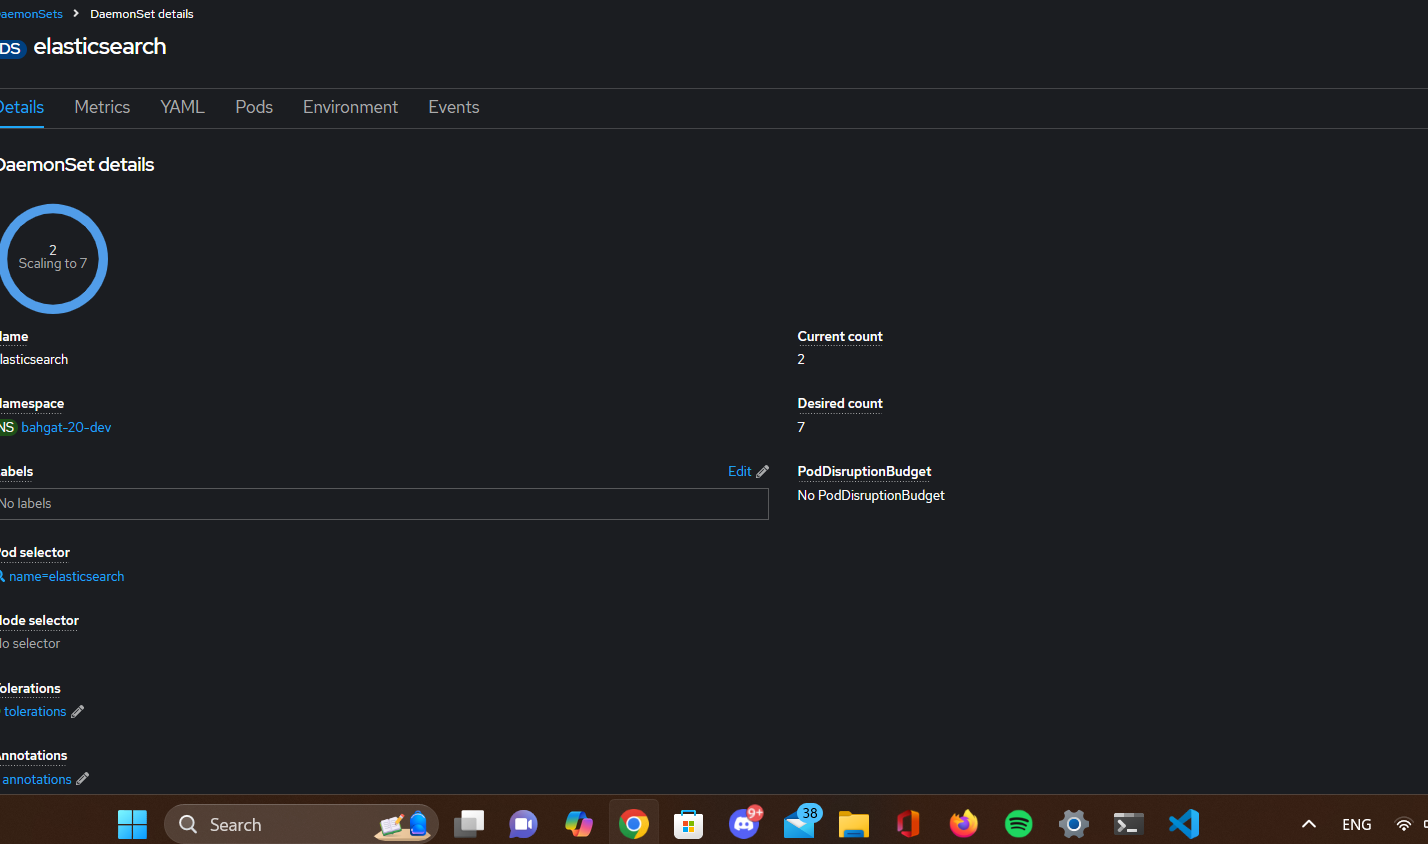 DaemonSets > DaemonSet details
DS elasticsearch
Details Metrics YAML Pods Environment Events
DaemonSet details
2
Scaling to 7
Name
elasticsearch
Namespace
NS bahgat-20-dev
Labels
Edit
No labels
Pod selector
name=elasticsearch
Node selector
No selector
Tolerations
tolerations
Annotations
annotations
Current count
2
Desired count
7
PodDisruptionBudget
No PodDisruptionBudget
Search
9+
38
ENG